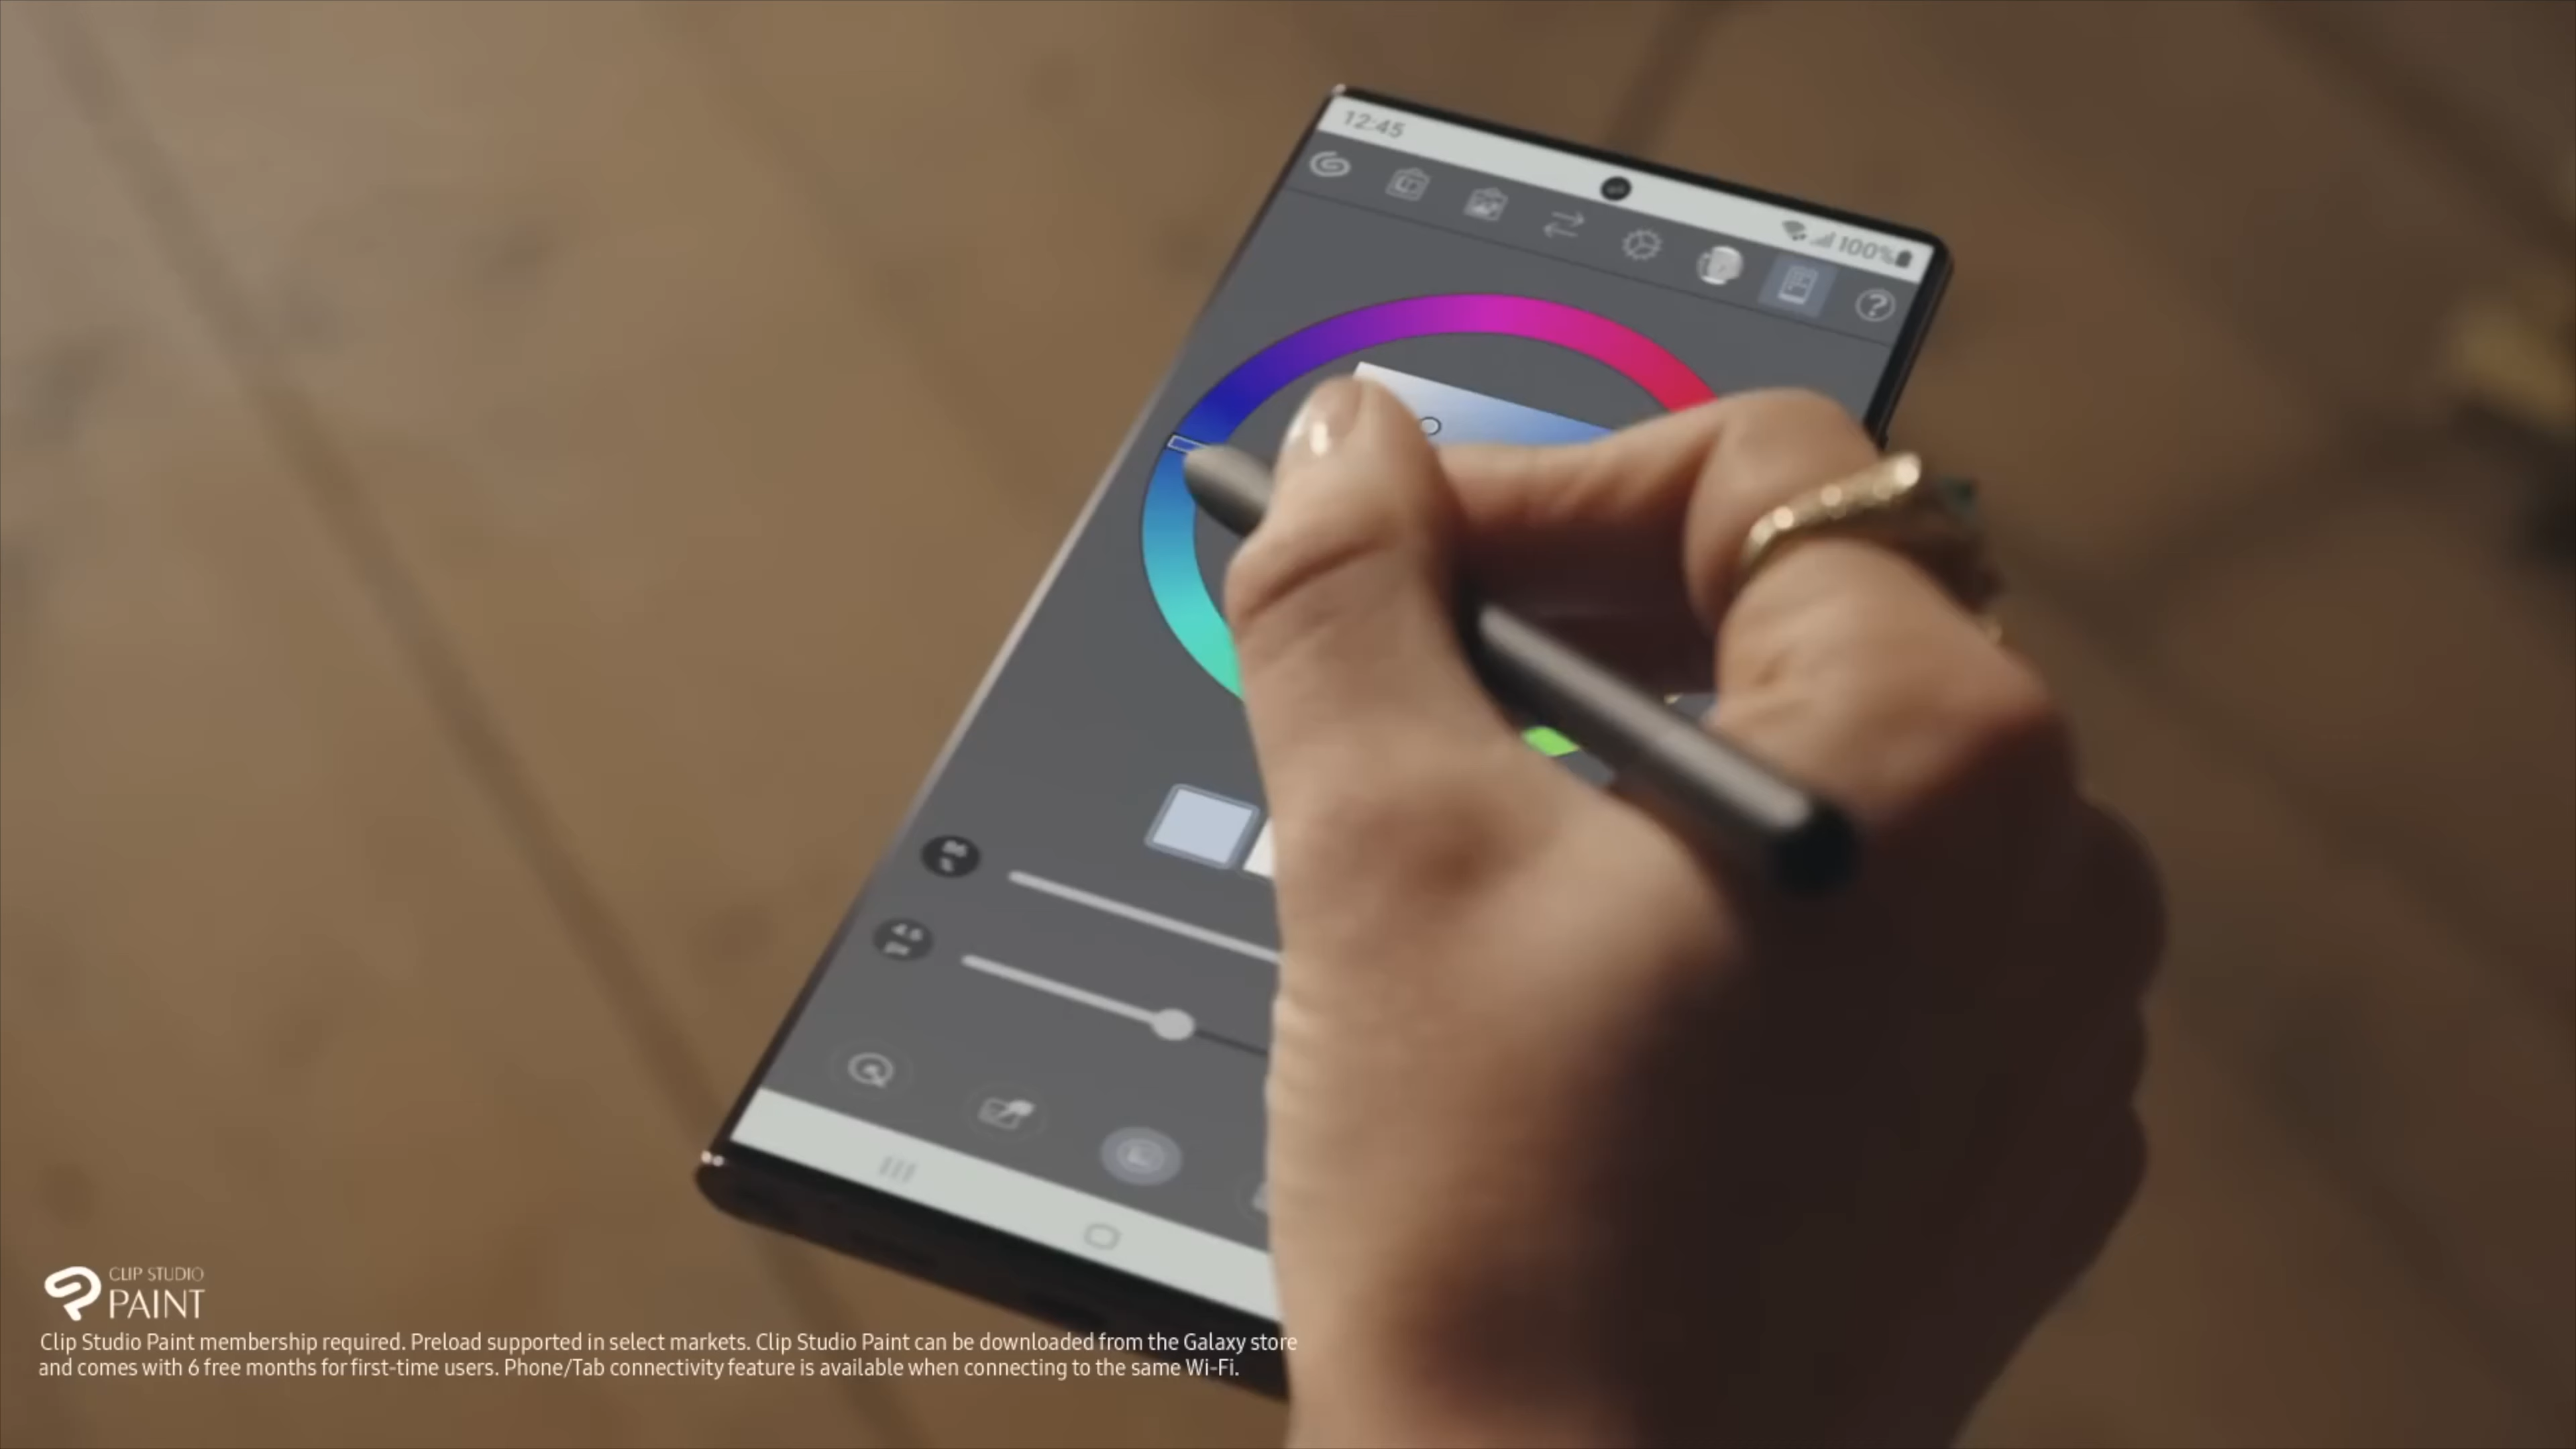 12:45
100%
CLIP STUDIO
PAINT
Clip Studio Paint membership required. Preload supported in select markets. Clip Studio Paint can be downloaded from the Galaxy store
and comes with 6 free months for first-time users. Phone/Tab connectivity feature is available when connecting to the same Wi-Fi.